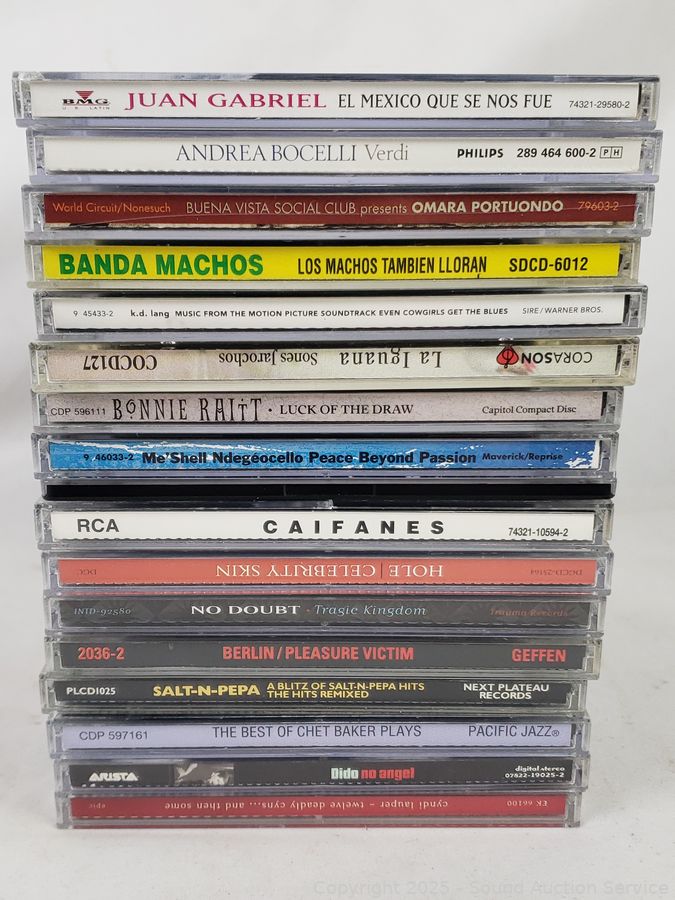 BMG
U.S. LATIN
JUAN GABRIEL EL MEXICO QUE SE NOS FUE 74321-29580-2
ANDREA BOCELLI Verdi PHILIPS 289 464 600-2 PH
World Circuit/Nonesuch BUENA VISTA SOCIAL CLUB presents OMARA PORTUONDO 79603-2
BANDA MACHOS LOS MACHOS TAMBIEN LLORAN SDCD-6012
9 45433-2 k.d. lang MUSIC FROM THE MOTION PICTURE SOUNDTRACK EVEN COWGIRLS GET THE BLUES SIRE/WARNER BROS.
CORASON La Iguana Sones Jarochos COCD127
CDP 596111 BONNIE RAITT · LUCK OF THE DRAW Capitol Compact Disc
9 46033-2 Me'Shell Ndegéocello Peace Beyond Passion Maverick/Reprise
RCA CAIFANES 74321-10594-2
DGCD-25164 HOLE | CELEBRITY SKIN DGC
INTD-92580 NO DOUBT · Tragic Kingdom Trauma Records
2036-2 BERLIN/PLEASURE VICTIM GEFFEN
PLCD1025 SALT-N-PEPA A BLITZ OF SALT-N-PEPA HITS
THE HITS REMIXED
NEXT PLATEAU
RECORDS
CDP 597161 THE BEST OF CHET BAKER PLAYS PACIFIC JAZZ®
ARISTA Dido no angel digital stereo
07822-19025-2
EK 66100 cyndi lauper – twelve deadly cyns... and then some epic
Copyright 2025 - Sound Auction Service